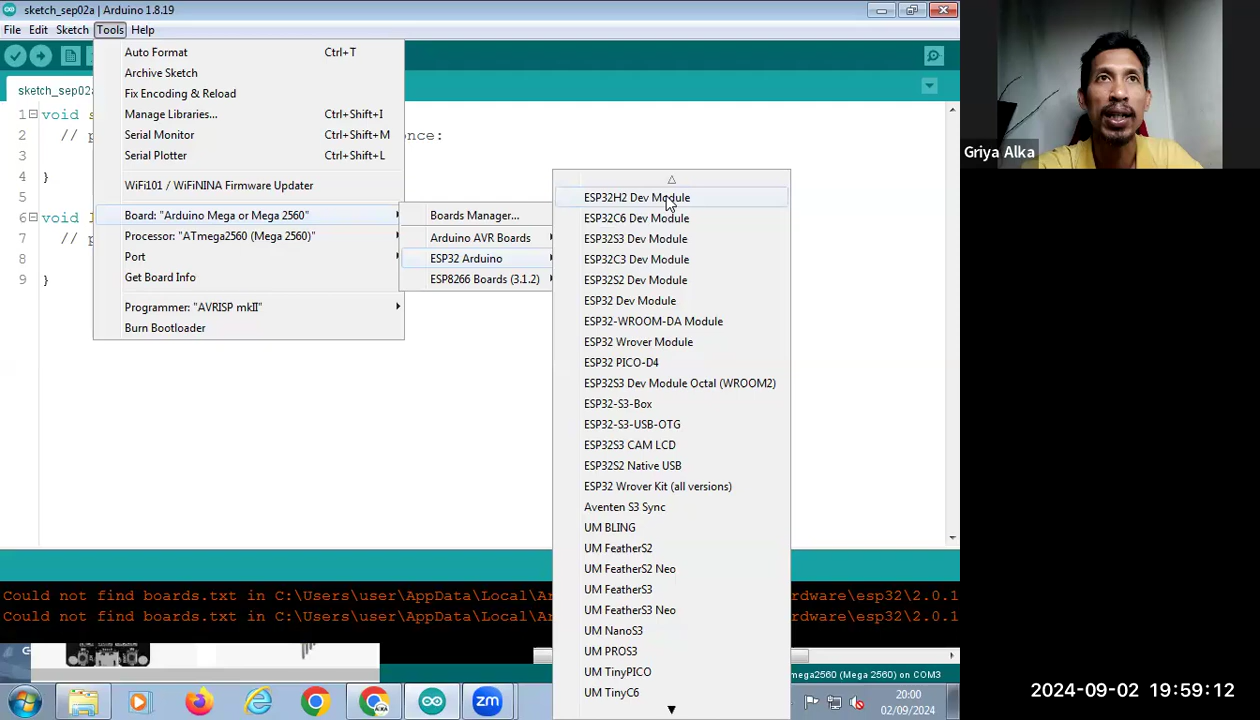 sketch_sep02a | Arduino 1.8.19
File Edit Sketch Tools Help
Auto Format Ctrl+T
Archive Sketch
Fix Encoding & Reload
Manage Libraries... Ctrl+Shift+I
Serial Monitor Ctrl+Shift+M
Serial Plotter Ctrl+Shift+L
WiFi101 / WiFiNINA Firmware Updater
Board: "Arduino Mega or Mega 2560"
Processor: "ATmega2560 (Mega 2560)"
Port
Get Board Info
Programmer: "AVRISP mkII"
Burn Bootloader
Boards Manager...
Arduino AVR Boards
ESP32 Arduino
ESP8266 Boards (3.1.2)
ESP32H2 Dev Module
ESP32C6 Dev Module
ESP32S3 Dev Module
ESP32C3 Dev Module
ESP32S2 Dev Module
ESP32 Dev Module
ESP32-WROOM-DA Module
ESP32 Wrover Module
ESP32 PICO-D4
ESP32S3 Dev Module Octal (WROOM2)
ESP32-S3-Box
ESP32-S3-USB-OTG
ESP32S3 CAM LCD
ESP32S2 Native USB
ESP32 Wrover Kit (all versions)
Aventen S3 Sync
UM BLING
UM FeatherS2
UM FeatherS2 Neo
UM FeatherS3
UM FeatherS3 Neo
UM NanoS3
UM PROS3
UM TinyPICO
UM TinyC6
sketch_sep02a
1 void s
2 // p once:
3
4 }
5
6 void l
7 // p
8
9 }
Could not find boards.txt in C:\Users\user\AppData\Local\Ar rdware\esp32\2.0.1
Could not find boards.txt in C:\Users\user\AppData\Local\Ar rdware\esp32\2.0.1
mega2560 (Mega 2560) on COM3
zm
20:00
02/09/2024
Griya Alka
2024-09-02 19:59:12